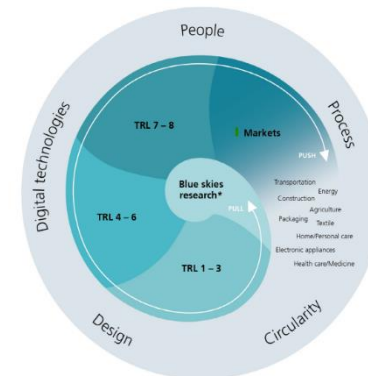 People
Process
Digital technologies
TRL 7 – 8
Markets
PUSH
Blue skies
research*
PULL
TRL 4 – 6
TRL 1 – 3
Transportation
Energy
Construction
Agriculture
Packaging
Textile
Home/Personal care
Electronic appliances
Health care/Medicine
Design
Circularity